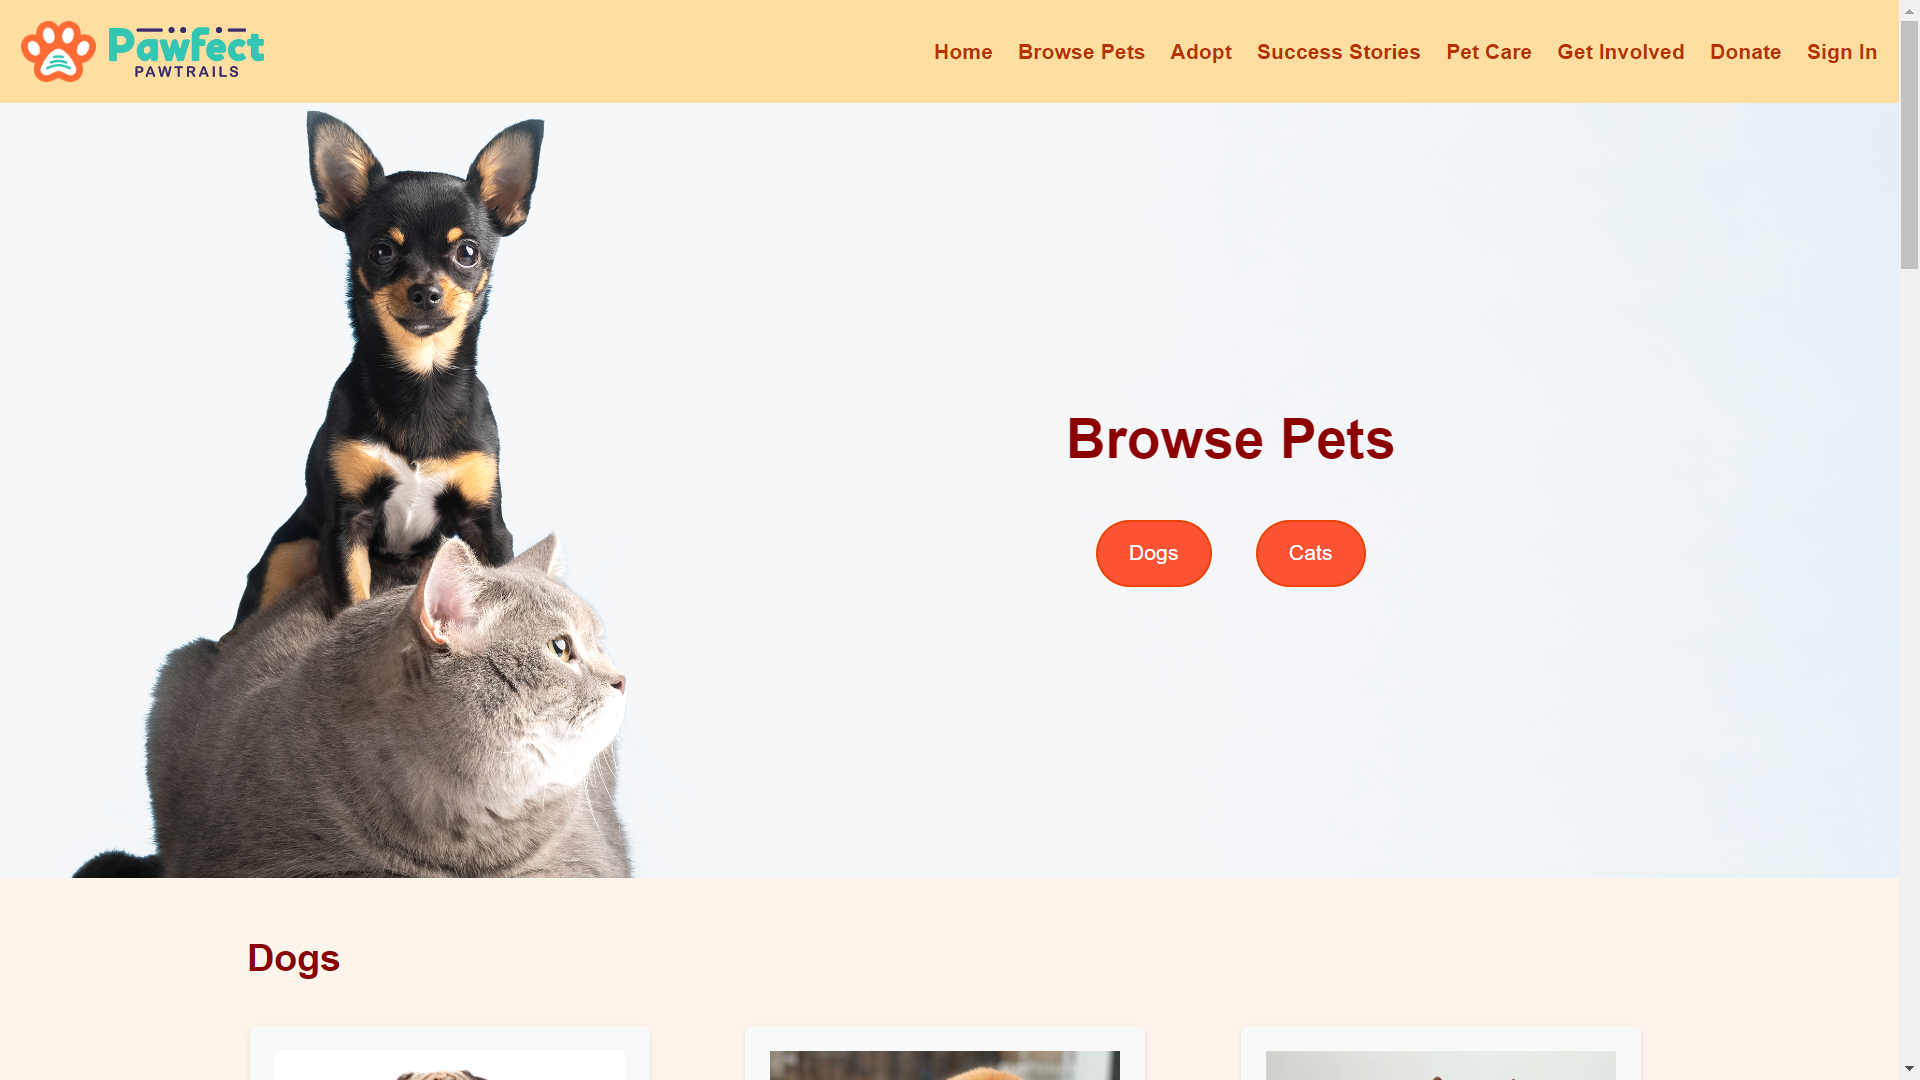 Pawfect
PAWTRAILS
Home Browse Pets Adopt Success Stories Pet Care Get Involved Donate Sign In
Browse Pets
Dogs Cats
Dogs